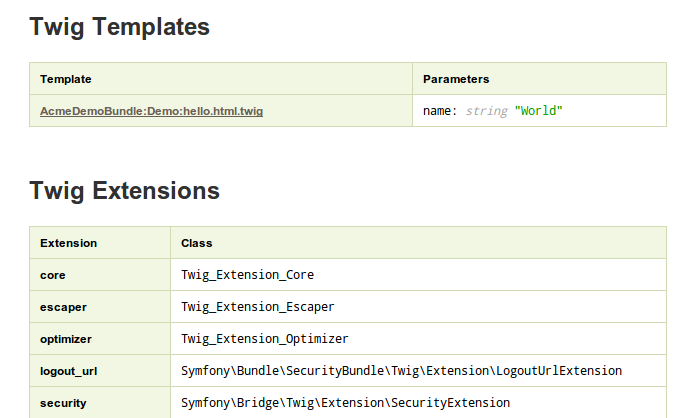 Twig Templates
Template Parameters
AcmeDemoBundle:Demo:hello.html.twig name: string "World"
Twig Extensions
Extension Class
core Twig_Extension_Core
escaper Twig_Extension_Escaper
optimizer Twig_Extension_Optimizer
logout_url Symfony\Bundle\SecurityBundle\Twig\Extension\LogoutUrlExtension
security Symfony\Bridge\Twig\Extension\SecurityExtension